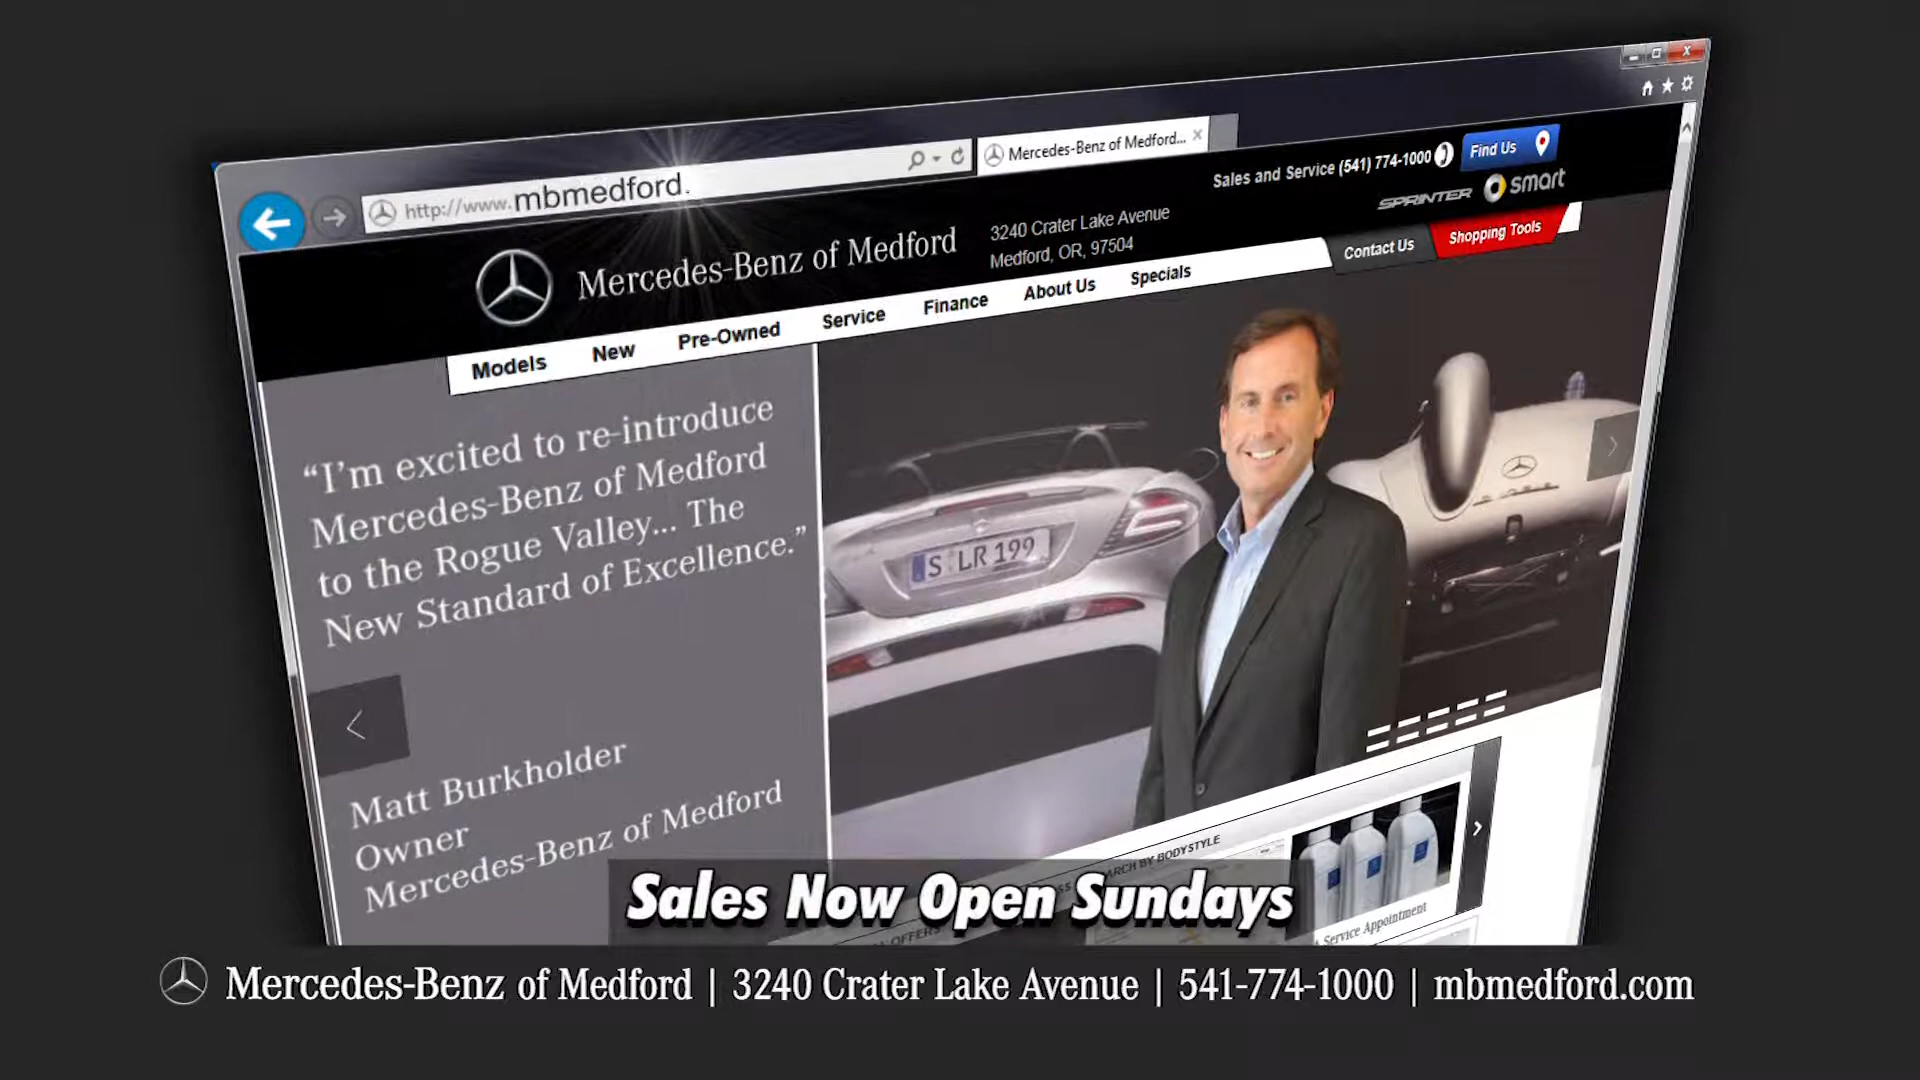 http://www.mbmedford.
Mercedes-Benz of Medford...
Sales and Service (541) 774-1000
Find Us
SPRINTER
smart
Mercedes-Benz of Medford
3240 Crater Lake Avenue
Medford, OR, 97504
Contact Us
Shopping Tools
Models
New
Pre-Owned
Service
Finance
About Us
Specials
“I’m excited to re-introduce
Mercedes-Benz of Medford
to the Rogue Valley... The
New Standard of Excellence.”
S LR 199
Matt Burkholder
Owner
Mercedes-Benz of Medford
BY BODYSTYLE
OFFERS
Service Appointment
Sales Now Open Sundays
Mercedes-Benz of Medford | 3240 Crater Lake Avenue | 541-774-1000 | mbmedford.com